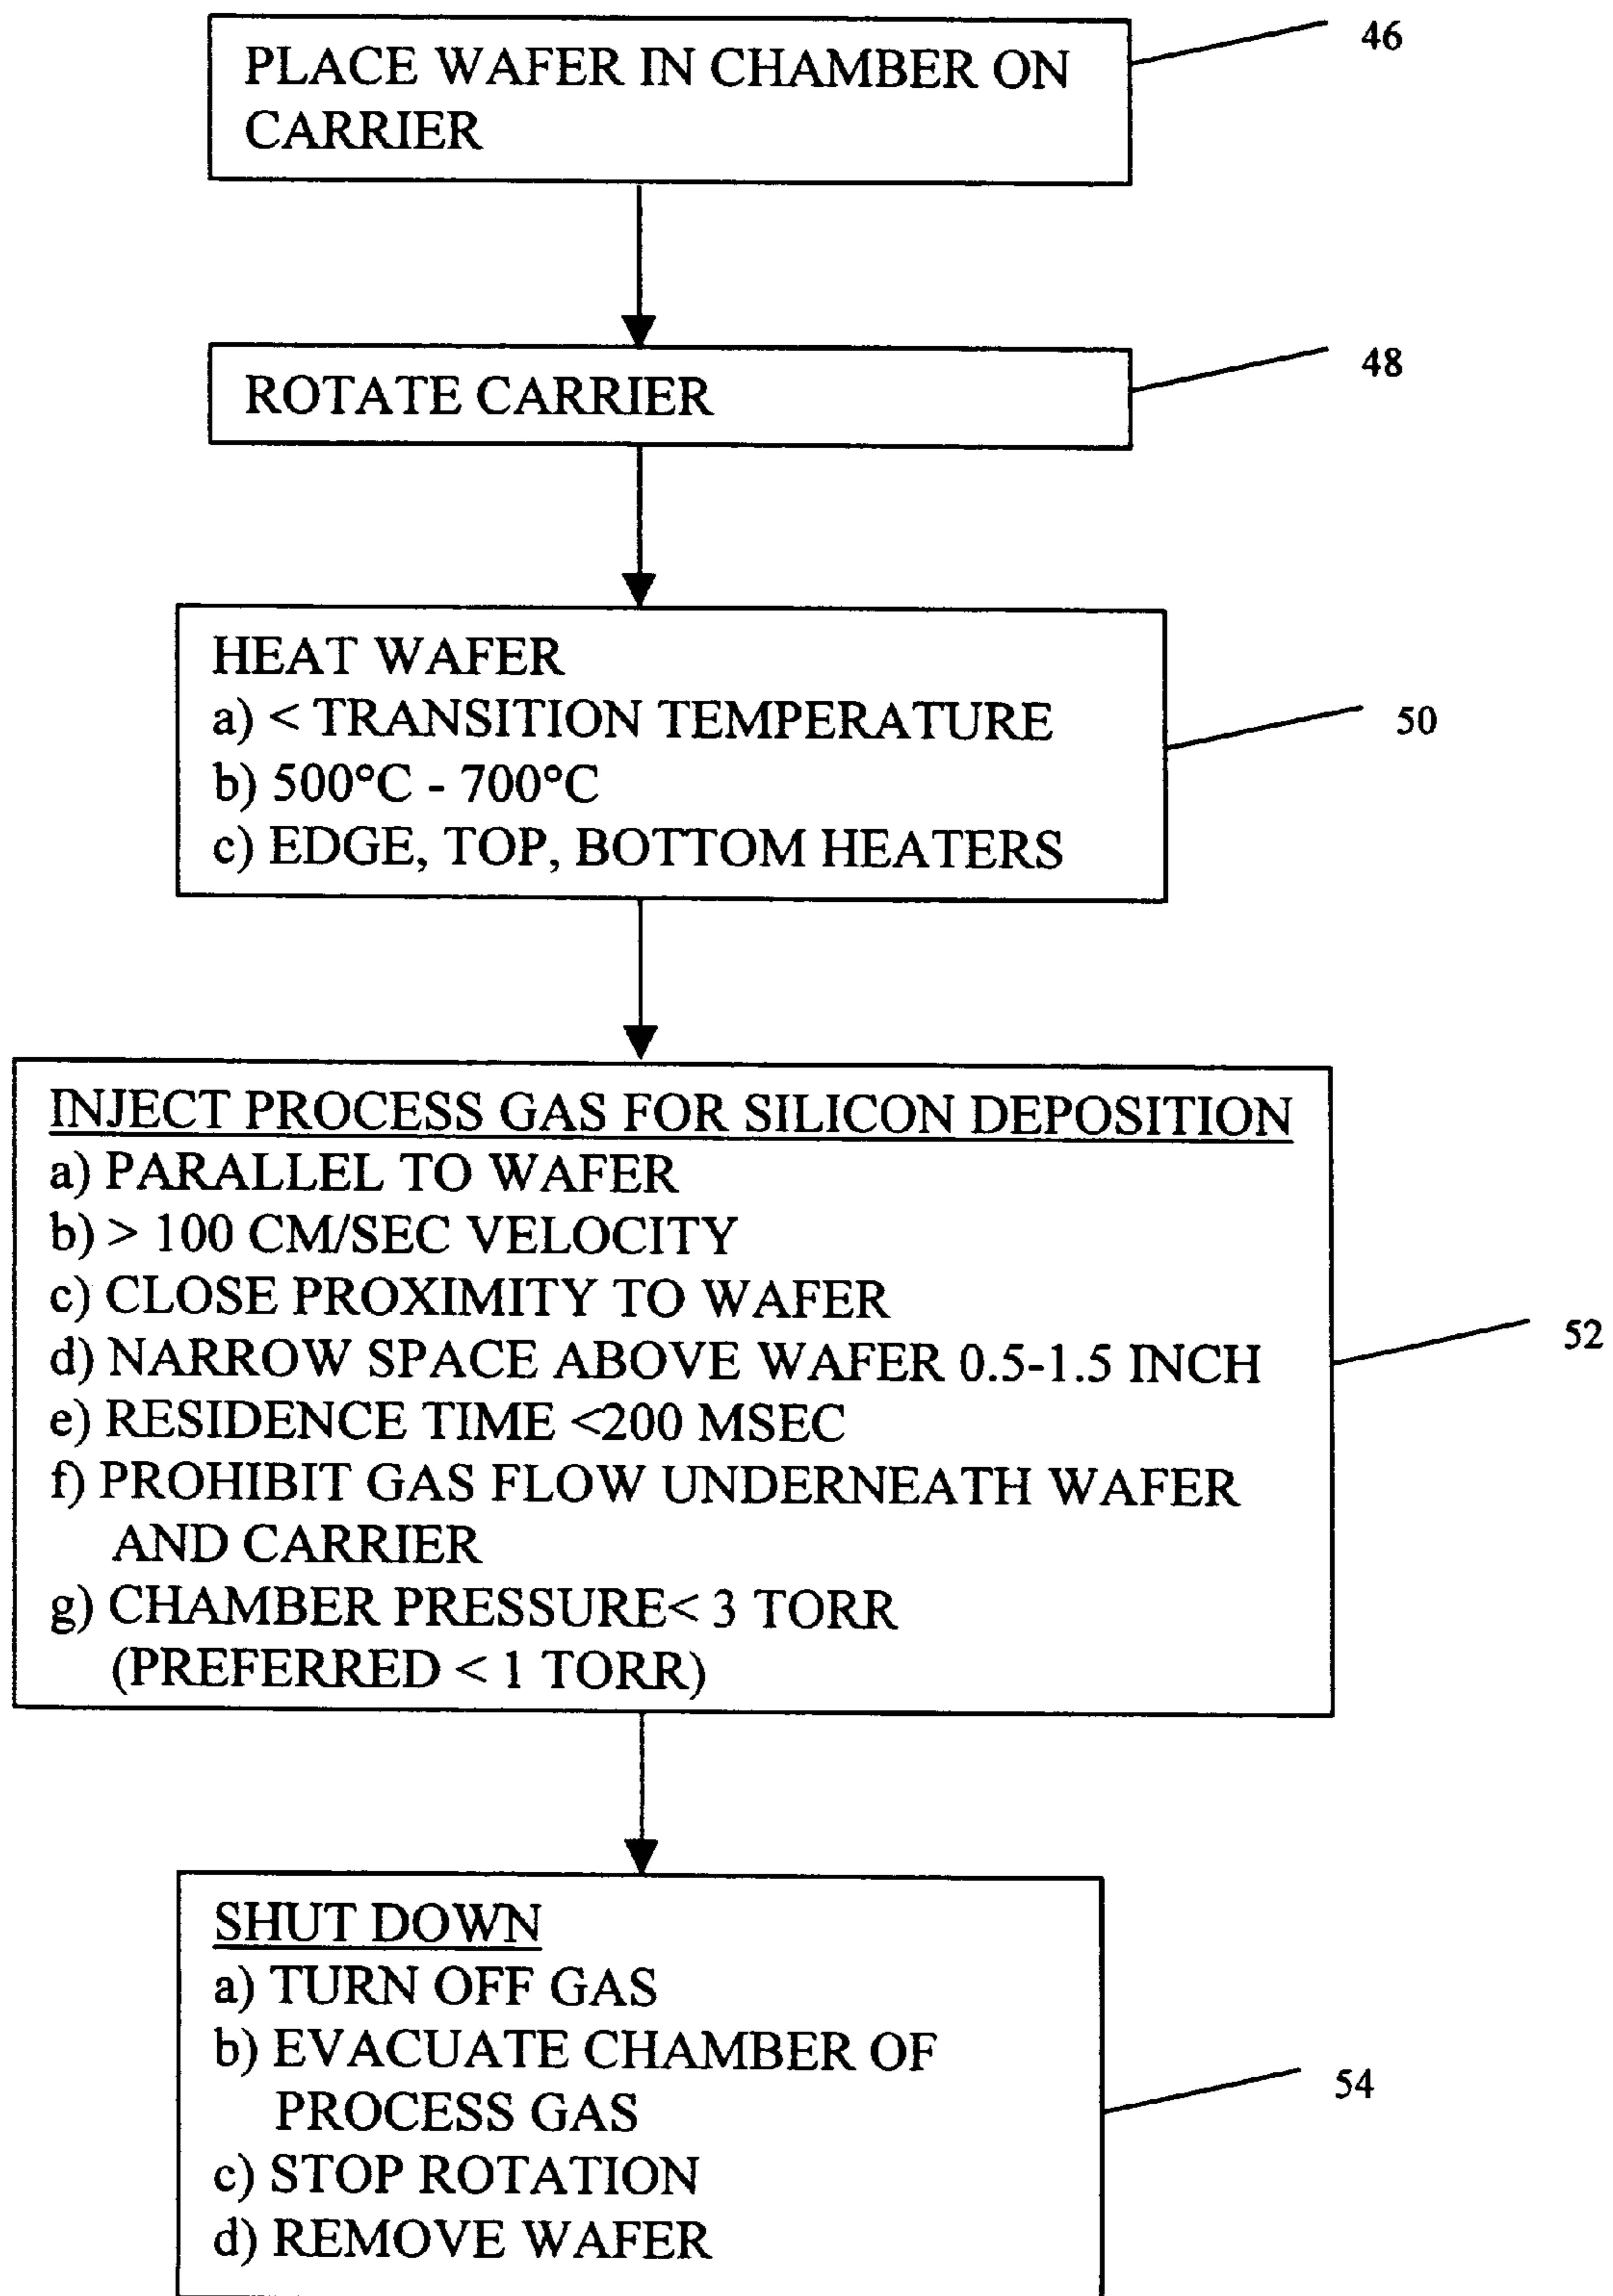 PLACE WAFER IN CHAMBER ON
CARRIER
46
ROTATE CARRIER
48
HEAT WAFER
a) < TRANSITION TEMPERATURE
b) 500°C - 700°C
c) EDGE, TOP, BOTTOM HEATERS
50
INJECT PROCESS GAS FOR SILICON DEPOSITION
a) PARALLEL TO WAFER
b) > 100 CM/SEC VELOCITY
c) CLOSE PROXIMITY TO WAFER
d) NARROW SPACE ABOVE WAFER 0.5-1.5 INCH
e) RESIDENCE TIME <200 MSEC
f) PROHIBIT GAS FLOW UNDERNEATH WAFER
AND CARRIER
g) CHAMBER PRESSURE< 3 TORR
(PREFERRED < 1 TORR)
52
SHUT DOWN
a) TURN OFF GAS
b) EVACUATE CHAMBER OF
PROCESS GAS
c) STOP ROTATION
d) REMOVE WAFER
54